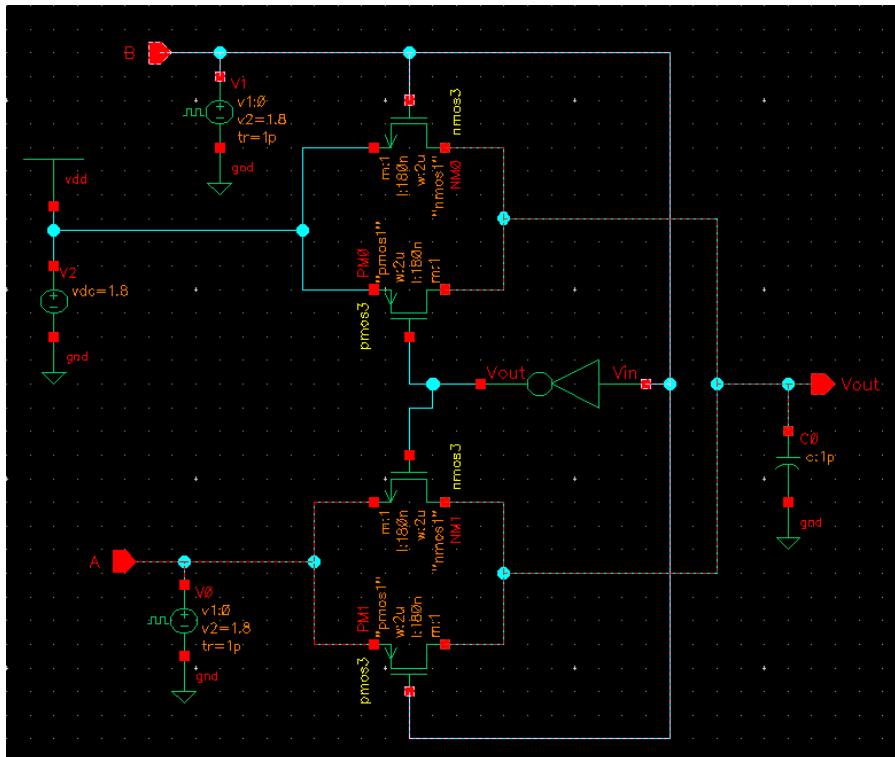 B
V1
v1:0
v2=1.8
tr=1p
gnd
vdd
V2
vdc=1.8
gnd
nmos3
m:1
l:180n
w:2u
"nmos1"
NM0
PM0
"pmos1"
w:2u
l:180n
m:1
pmos3
Vout
Vin
Vout
C0
c:1p
gnd
nmos3
m:1
l:180n
w:2u
"nmos1"
NM1
A
V0
v1:0
v2=1.8
tr=1p
gnd
PM1
"pmos1"
w:2u
l:180n
m:1
pmos3